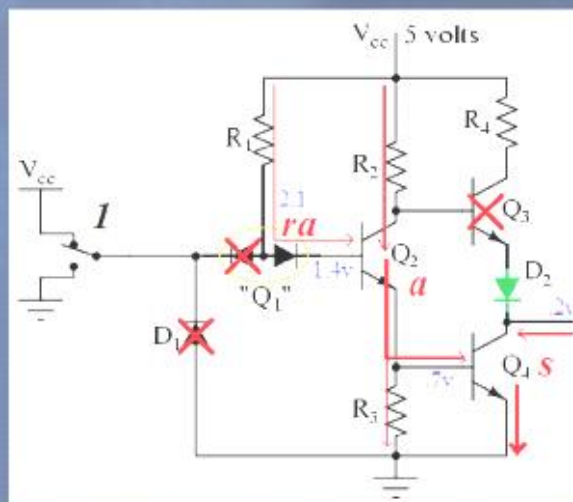 Vcc 5 volts
R1 R4
Vcc
1
2.1 R2
ra
Q3
Q2
"Q1" 1.4v
a D2
D1
.2v
Q4 s
.7v
R3